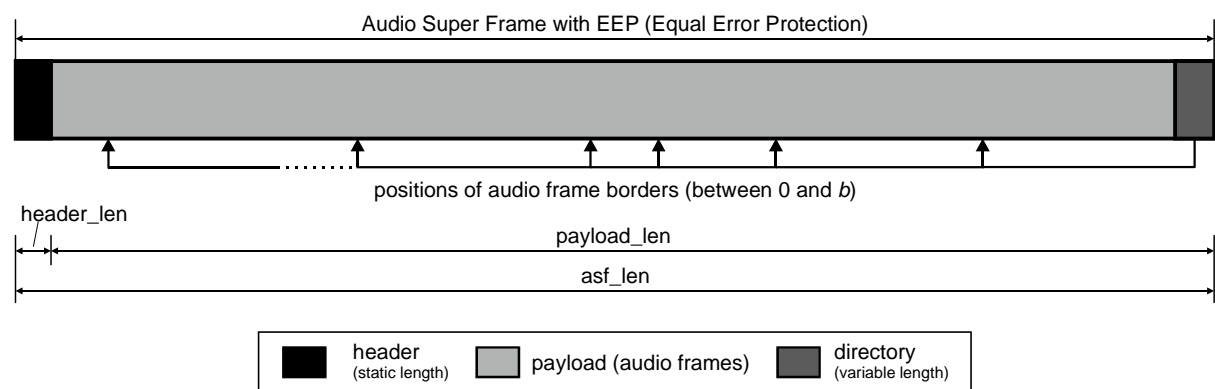 Audio Super Frame with EEP (Equal Error Protection)
positions of audio frame borders (between 0 and b)
header_len
payload_len
asf_len
header
(static length)
payload (audio frames)
directory
(variable length)